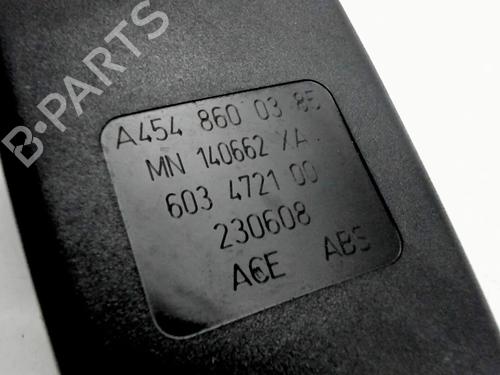 B-PARTS
A454 860 03 85
MN 140662 XA
603 4721 00
230608
ACE ABS